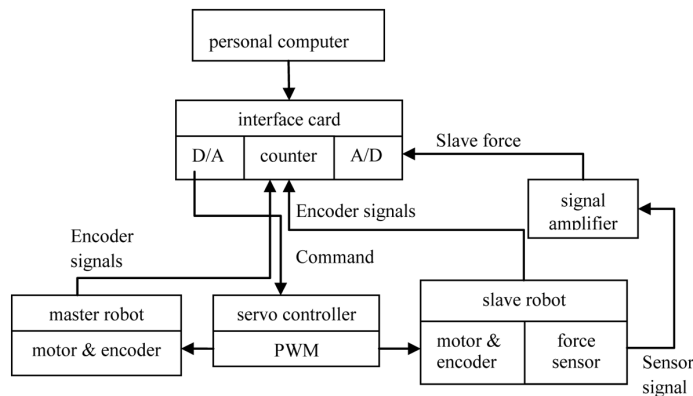 personal computer
interface card
D/A
counter
A/D
Slave force
signal
amplifier
Encoder signals
Encoder
signals
Command
master robot
motor & encoder
servo controller
PWM
slave robot
motor &
encoder
force
sensor
Sensor
signal